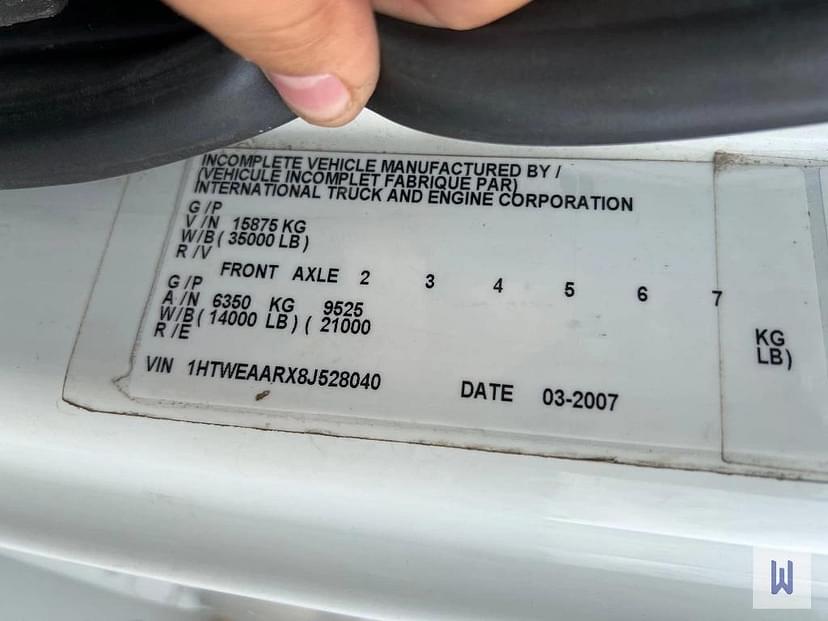 INCOMPLETE VEHICLE MANUFACTURED BY /
(VEHICULE INCOMPLET FABRIQUE PAR)
INTERNATIONAL TRUCK AND ENGINE CORPORATION
G /P
V /N 15875 KG
W/B ( 35000 LB )
R /V
FRONT AXLE 2 3 4 5 6 7
G /P
A /N 6350 KG 9525 KG
W/B ( 14000 LB ) ( 21000 LB)
R /E
VIN 1HTWEAARX8J528040 DATE 03-2007
W